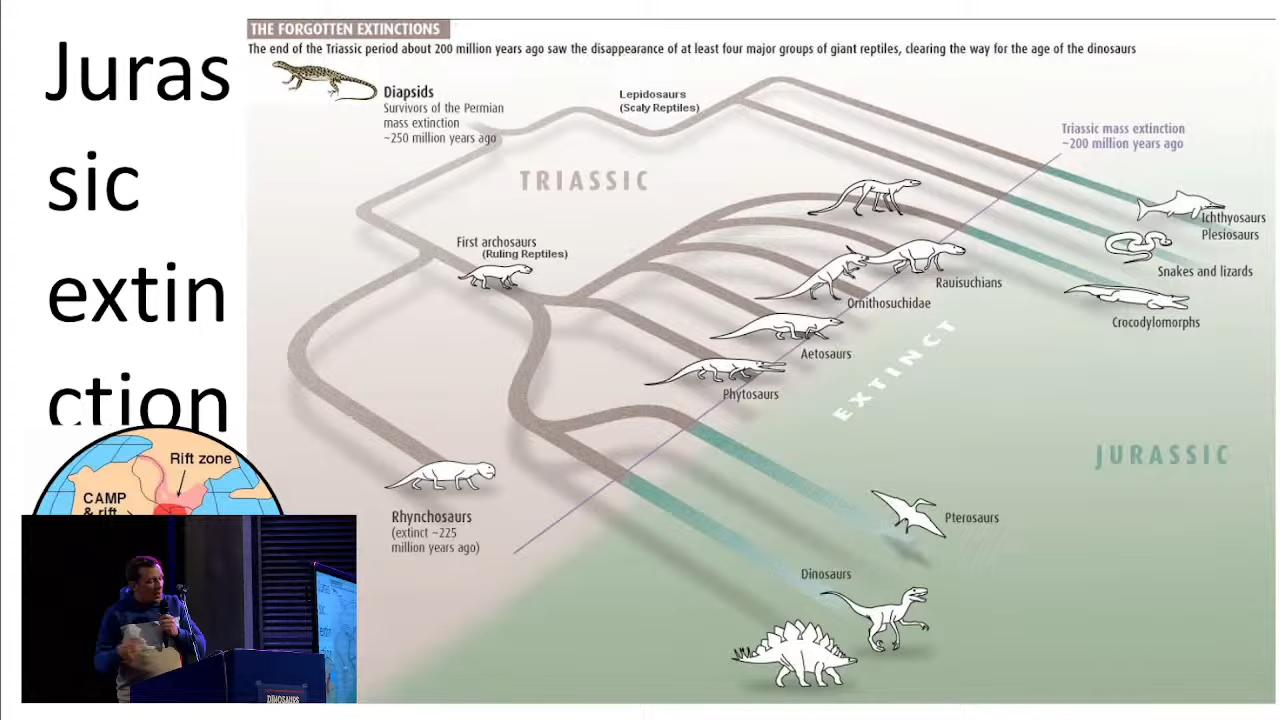 Juras
sic
extin
ction
THE FORGOTTEN EXTINCTIONS
The end of the Triassic period about 200 million years ago saw the disappearance of at least four major groups of giant reptiles, clearing the way for the age of the dinosaurs
Diapsids
Survivors of the Permian
mass extinction
~250 million years ago
Lepidosaurs
(Scaly Reptiles)
Triassic mass extinction
~200 million years ago
TRIASSIC
First archosaurs
(Ruling Reptiles)
Ichthyosaurs
Plesiosaurs
Snakes and lizards
Crocodylomorphs
Rauisuchians
Ornithosuchidae
Aetosaurs
Phytosaurs
EXTINCT
JURASSIC
Rhynchosaurs
(extinct ~225
million years ago)
Pterosaurs
Dinosaurs
Rift zone
CAMP
& rift
DINOSAURS